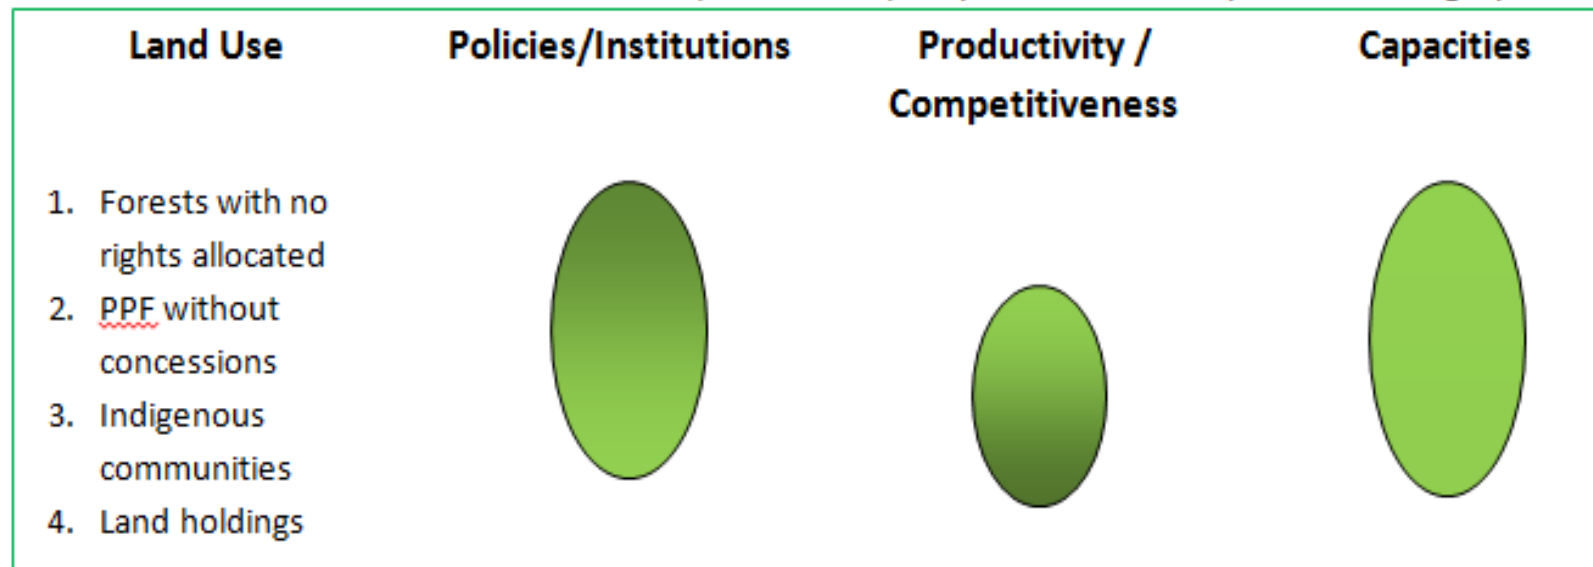 Land Use
Policies/Institutions
Productivity /
Competitiveness
Capacities
1. Forests with no
rights allocated
2. PPF without
concessions
3. Indigenous
communities
4. Land holdings